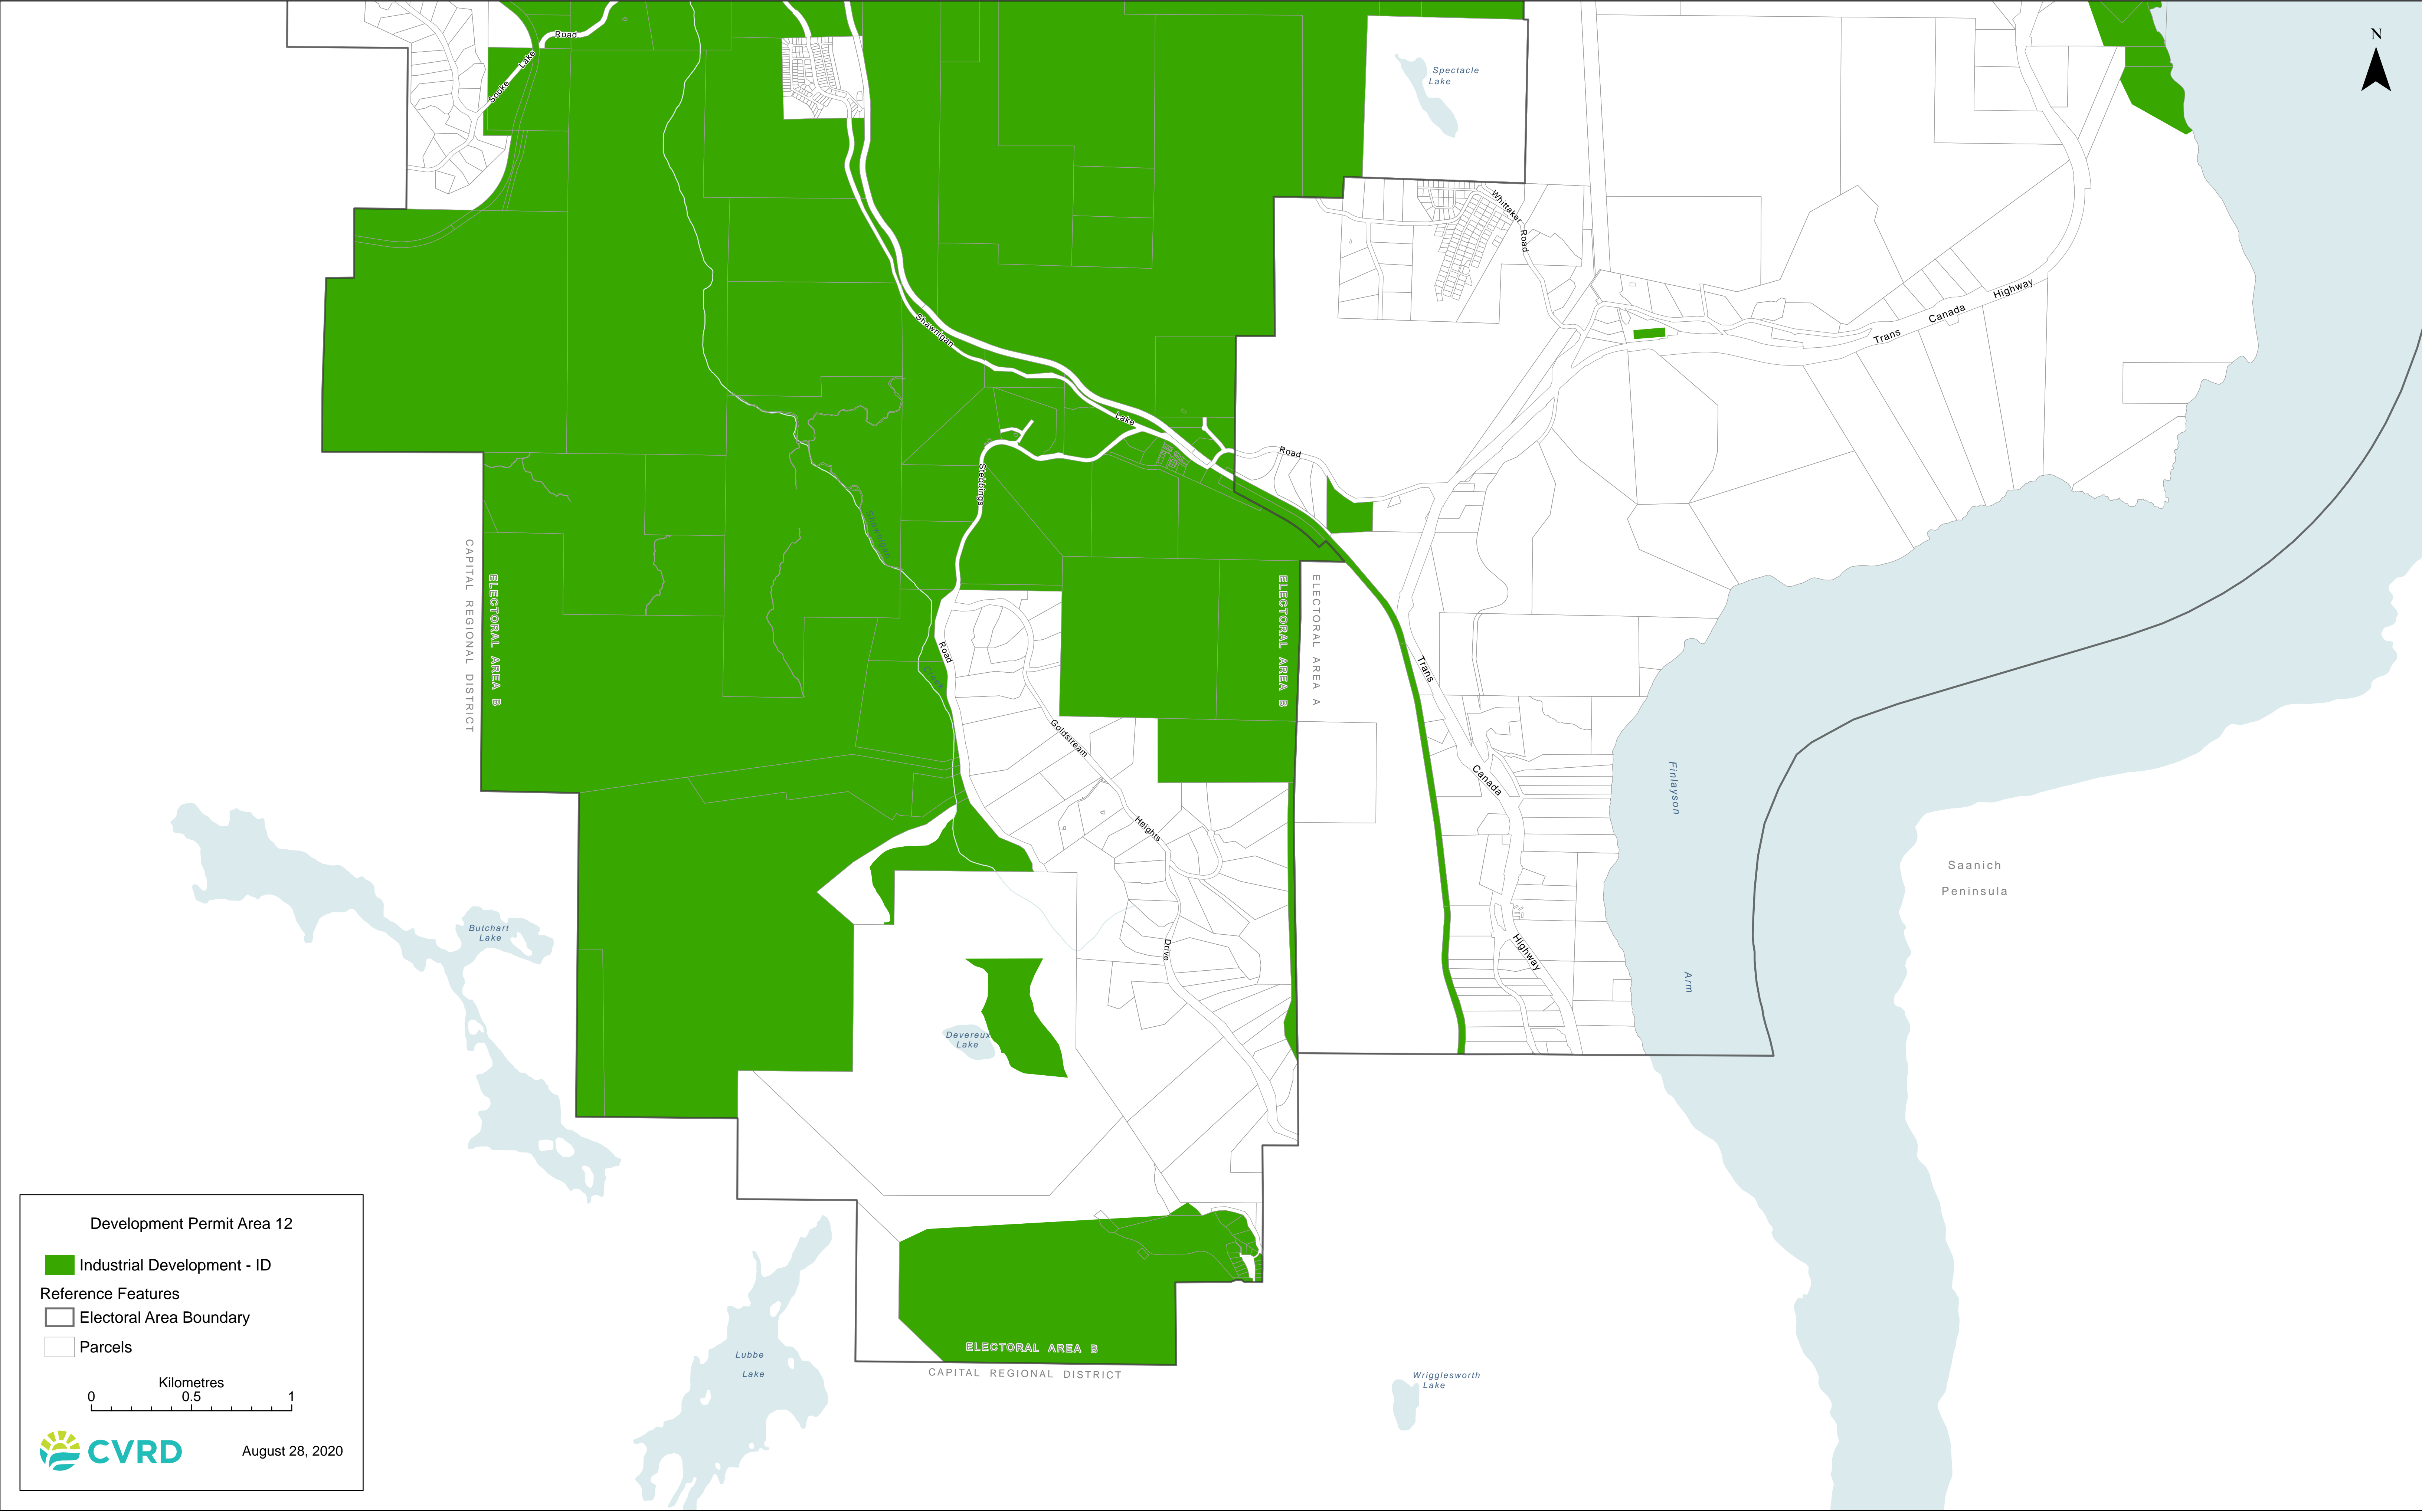 Road
Lake
Sooke
N
Spectacle
Lake
Whittaker
Road
Shawnigan
Lake
Road
Trans
Canada
Highway
Stebbings
Road
Shawnigan
Creek
CAPITAL REGIONAL DISTRICT
ELECTORAL AREA B
ELECTORAL AREA B
ELECTORAL AREA A
Goldstream
Heights
Drive
Trans
Canada
Highway
Finlayson
Arm
Saanich
Peninsula
Butchart
Lake
Devereux
Lake
Lubbe
Lake
Wrigglesworth
Lake
ELECTORAL AREA B
CAPITAL REGIONAL DISTRICT
Development Permit Area 12
Industrial Development - ID
Reference Features
Electoral Area Boundary
Parcels
Kilometres
0 0.5 1
CVRD
August 28, 2020